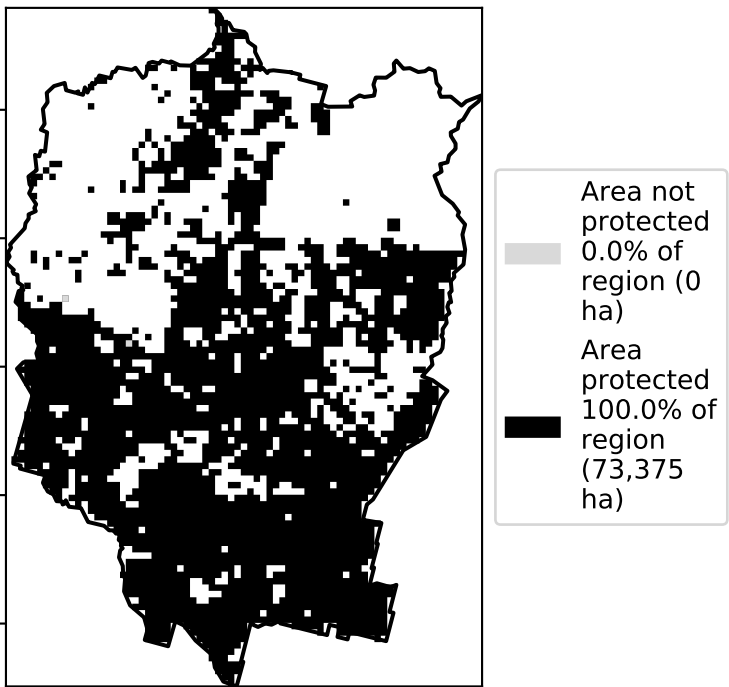 Area not
protected
0.0% of
region (0
ha)
Area
protected
100.0% of
region
(73,375
ha)